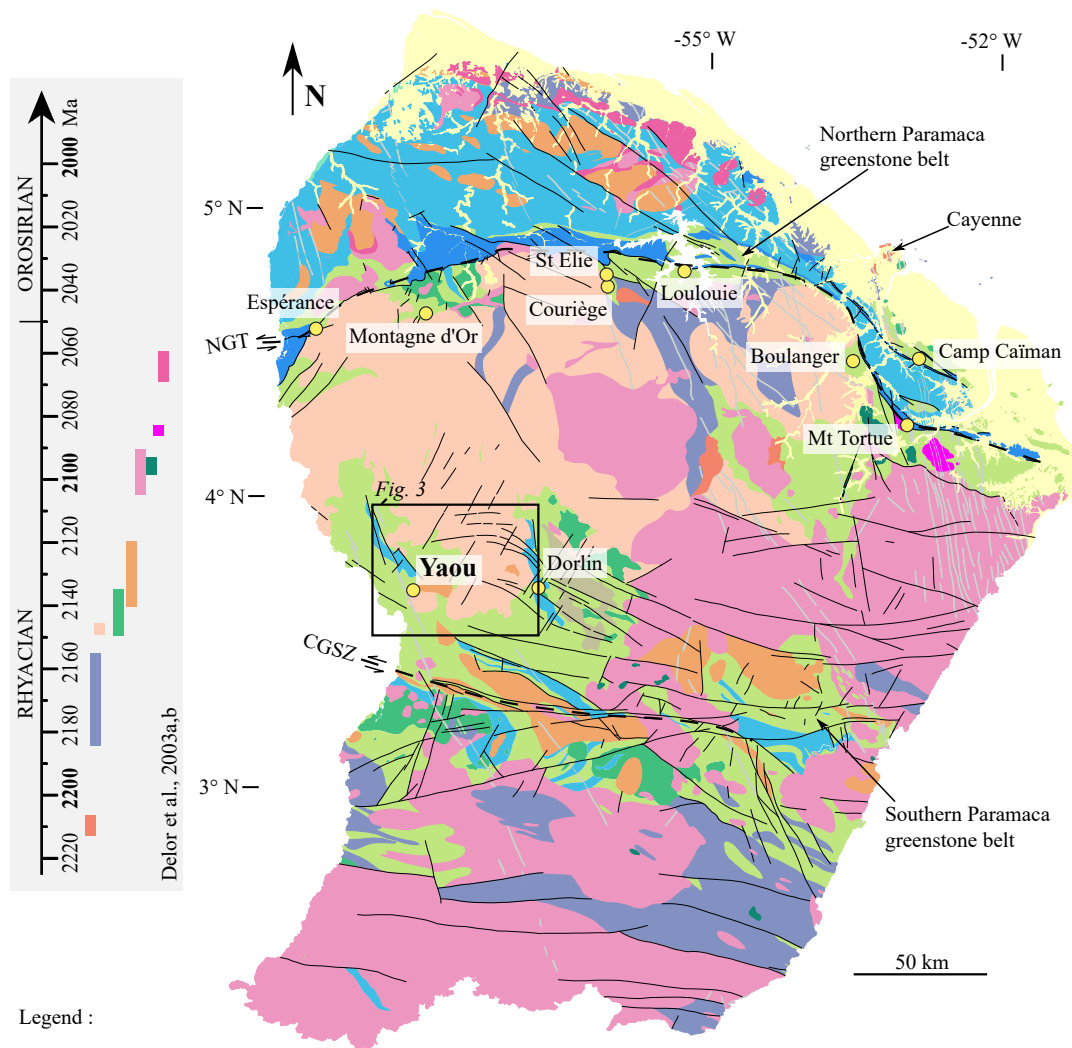 -55° W
-52° W
N
Northern Paramaca
greenstone belt
5° N
Cayenne
St Elie
Espérance
Couriège
Loulouie
NGT
Montagne d'Or
Boulanger
Camp Caïman
Mt Tortue
4° N
Fig. 3
Yaou
Dorlin
CGSZ
3° N
Southern Paramaca
greenstone belt
50 km
Ma
2000
2020
2040
2060
2080
2100
2120
2140
2160
2180
2200
2220
OROSIRIAN
RHYACIAN
Delor et al., 2003a,b
Legend :